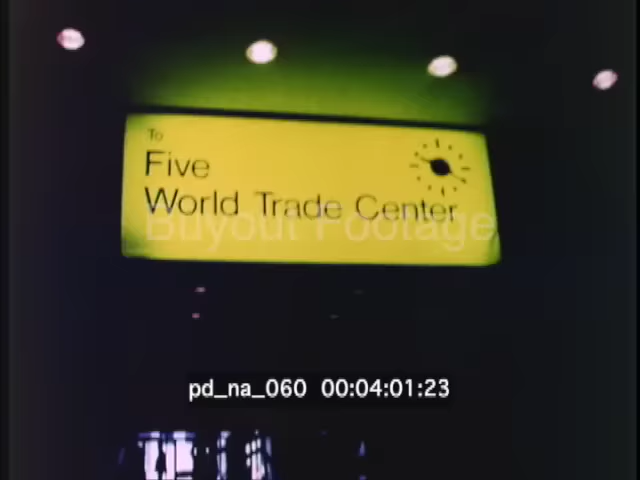 To
Five
World Trade Center
Buyout Footage
pd_na_060 00:04:01:23